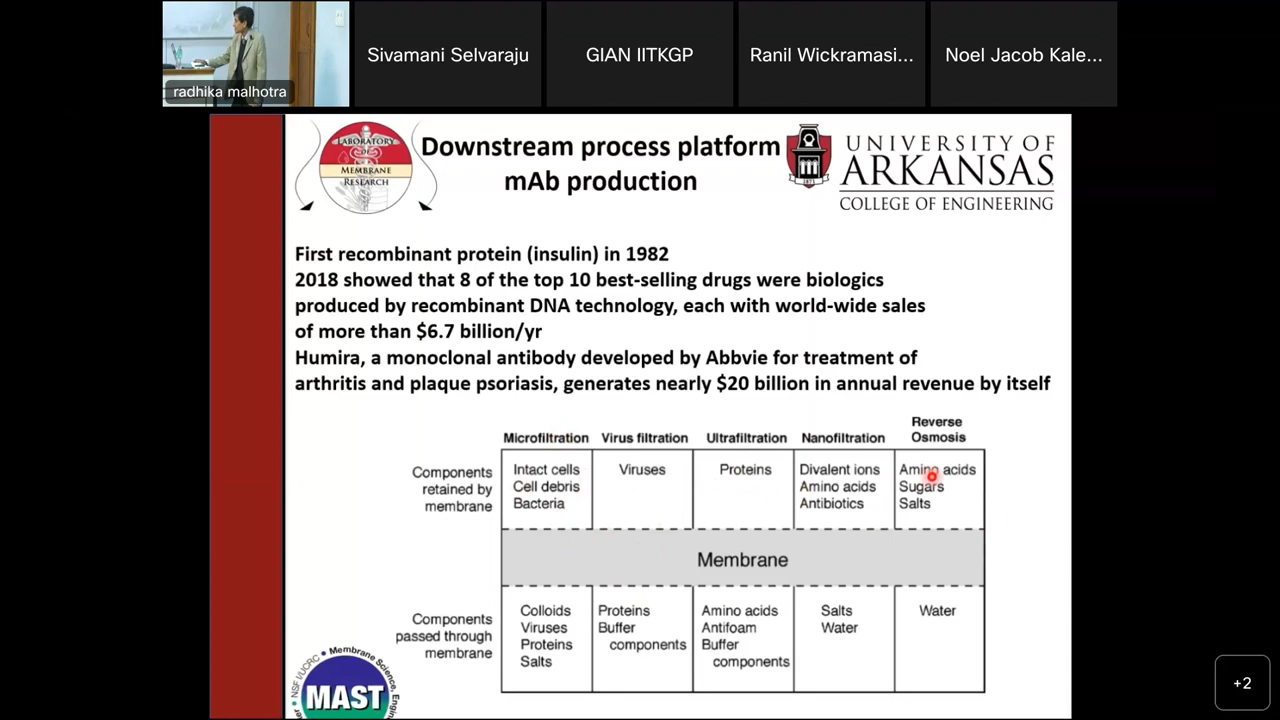 radhika malhotra
Sivamani Selvaraju
GIAN IITKGP
Ranil Wickramasi...
Noel Jacob Kale...
LABORATORY
OF
MEMBRANE
RESEARCH
Downstream process platform
mAb production
1871
UNIVERSITY OF
ARKANSAS
COLLEGE OF ENGINEERING
First recombinant protein (insulin) in 1982
2018 showed that 8 of the top 10 best-selling drugs were biologics
produced by recombinant DNA technology, each with world-wide sales
of more than $6.7 billion/yr
Humira, a monoclonal antibody developed by Abbvie for treatment of
arthritis and plaque psoriasis, generates nearly $20 billion in annual revenue by itself
Microfiltration Virus filtration Ultrafiltration Nanofiltration Reverse Osmosis
Components retained by membrane
Intact cells
Cell debris
Bacteria
Viruses
Proteins
Divalent ions
Amino acids
Antibiotics
Amino acids
Sugars
Salts
Membrane
Components passed through membrane
Colloids
Viruses
Proteins
Salts
Proteins
Buffer
components
Amino acids
Antifoam
Buffer
components
Salts
Water
Water
NSF I/UCRC • Membrane Science,
MAST
+2